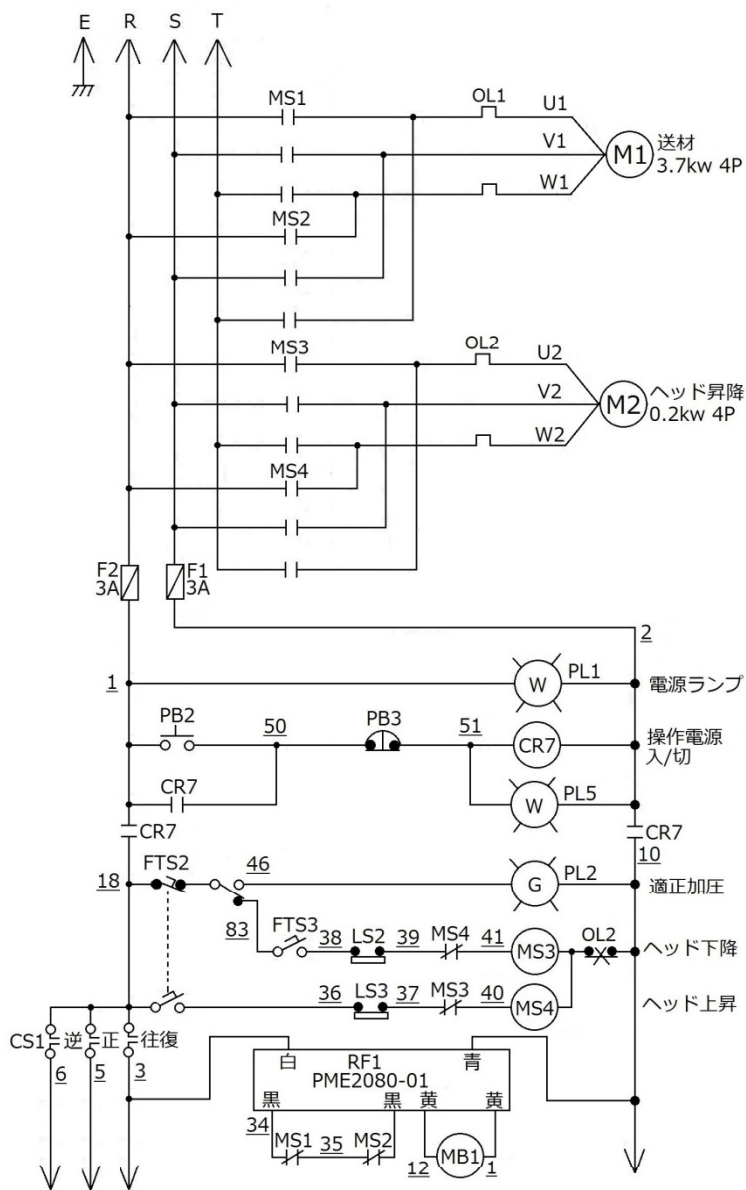 E R S T
MS1
OL1
U1
V1
W1
M1
送材
3.7kw 4P
MS2
MS3
OL2
U2
V2
W2
M2
ヘッド昇降
0.2kw 4P
MS4
F2
3A
F1
3A
2
1
W
PL1
電源ランプ
PB2
50
PB3
51
CR7
操作電源
入/切
CR7
W
PL5
CR7
CR7
10
18
FTS2
46
G
PL2
適正加圧
83
FTS3
38
LS2
39
MS4
41
MS3
OL2
ヘッド下降
36
LS3
37
MS3
40
MS4
ヘッド上昇
CS1
逆
正
往復
6
5
3
白
RF1
青
PME2080-01
黒
黒
黄
黄
34
MS1
35
MS2
12
MB1
1